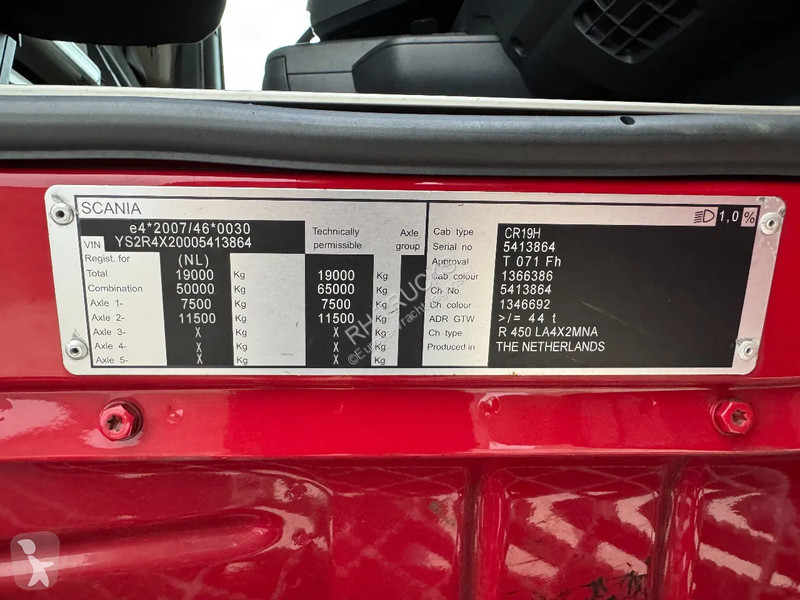 SCANIA
1,0 %
e4*2007/46*0030
VIN YS2R4X20005413864
Technically permissible
Axle group
Regist. for (NL)
Total 19000 Kg 19000 Kg
Combination 50000 Kg 65000 Kg
Axle 1- 7500 Kg 7500 Kg
Axle 2- 11500 Kg 11500 Kg
Axle 3- X Kg X Kg
Axle 4- X Kg X Kg
Axle 5- X Kg X Kg
Cab type CR19H
Serial no 5413864
Approval T 071 Fh
Cab colour 1366386
Ch No 5413864
Ch colour 1346692
ADR GTW >/= 44 t
Ch type R 450 LA4X2MNA
Produced in THE NETHERLANDS